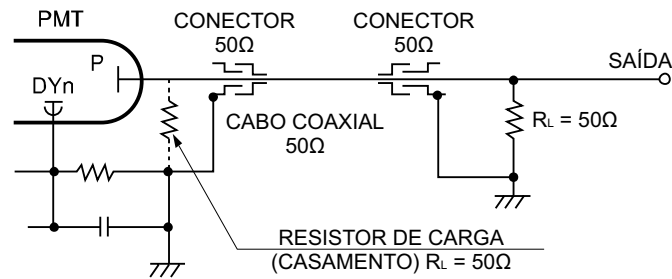 PMT
CONECTOR
50Ω
CONECTOR
50Ω
SAÍDA
P
DYn
CABO COAXIAL
50Ω
RL = 50Ω
RESISTOR DE CARGA
(CASAMENTO) RL = 50Ω